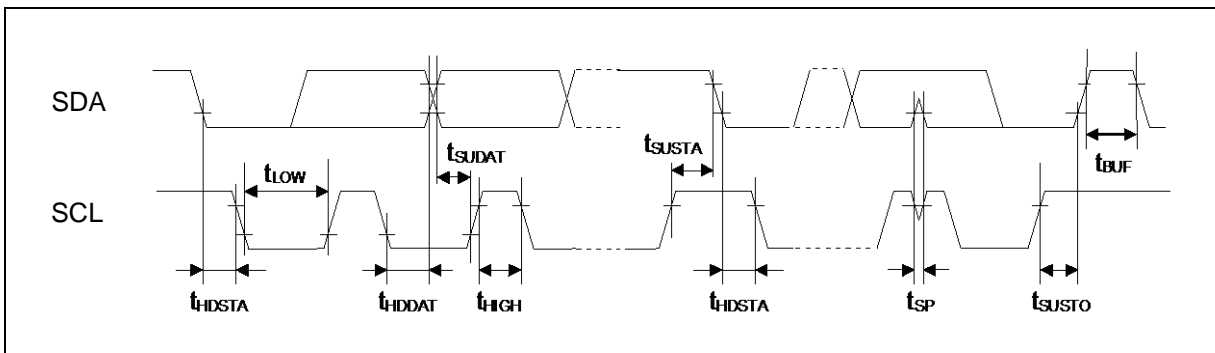 SDA
tSUDAT
tSUSTA
tBUF
tLOW
SCL
tHDSTA
tHDDAT
tHIGH
tHDSTA
tSP
tSUSTO